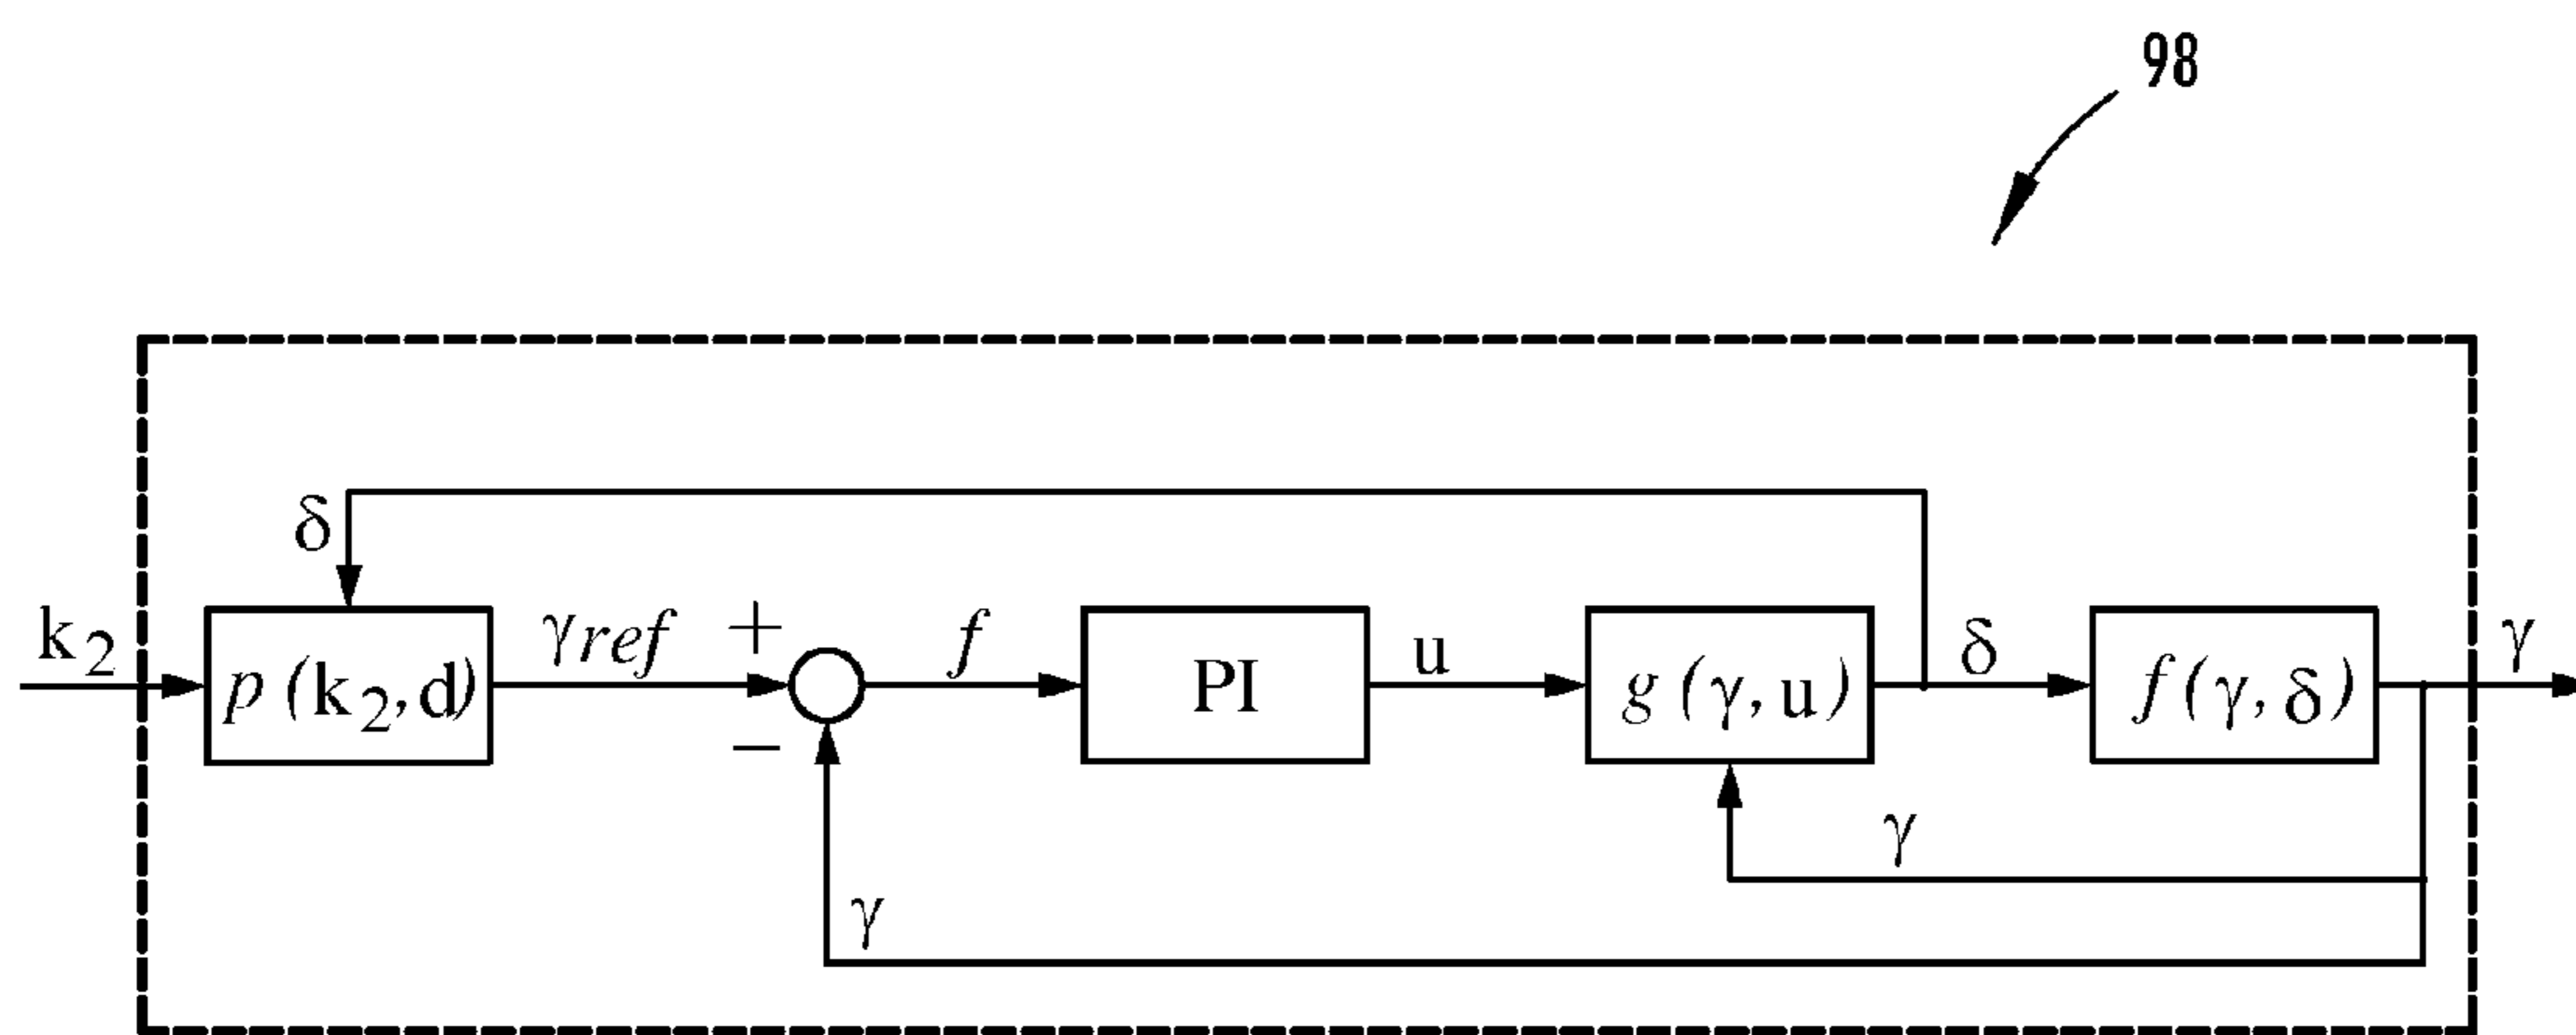 98
δ
k₂
p (k₂,d)
γref
+
−
f
PI
u
g (γ, u)
δ
f (γ, δ)
γ
γ
γ